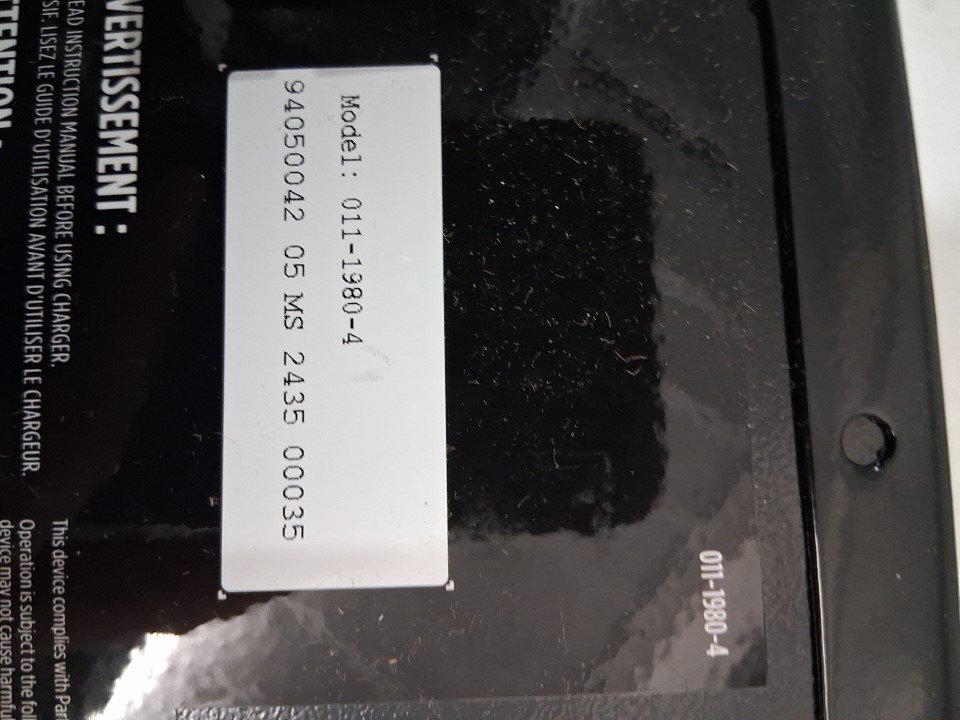 011-1980-4
Model: 011-1980-4
94050042 05 MS 2435 00035
VERTISSEMENT :
EAD INSTRUCTION MANUAL BEFORE USING CHARGER.
SIF. LISEZ LE GUIDE D'UTILISATION AVANT D'UTILISER LE CHARGEUR.
TTENTION :
This device complies with Par
Operation is subject to the fol
device may not cause harmfu